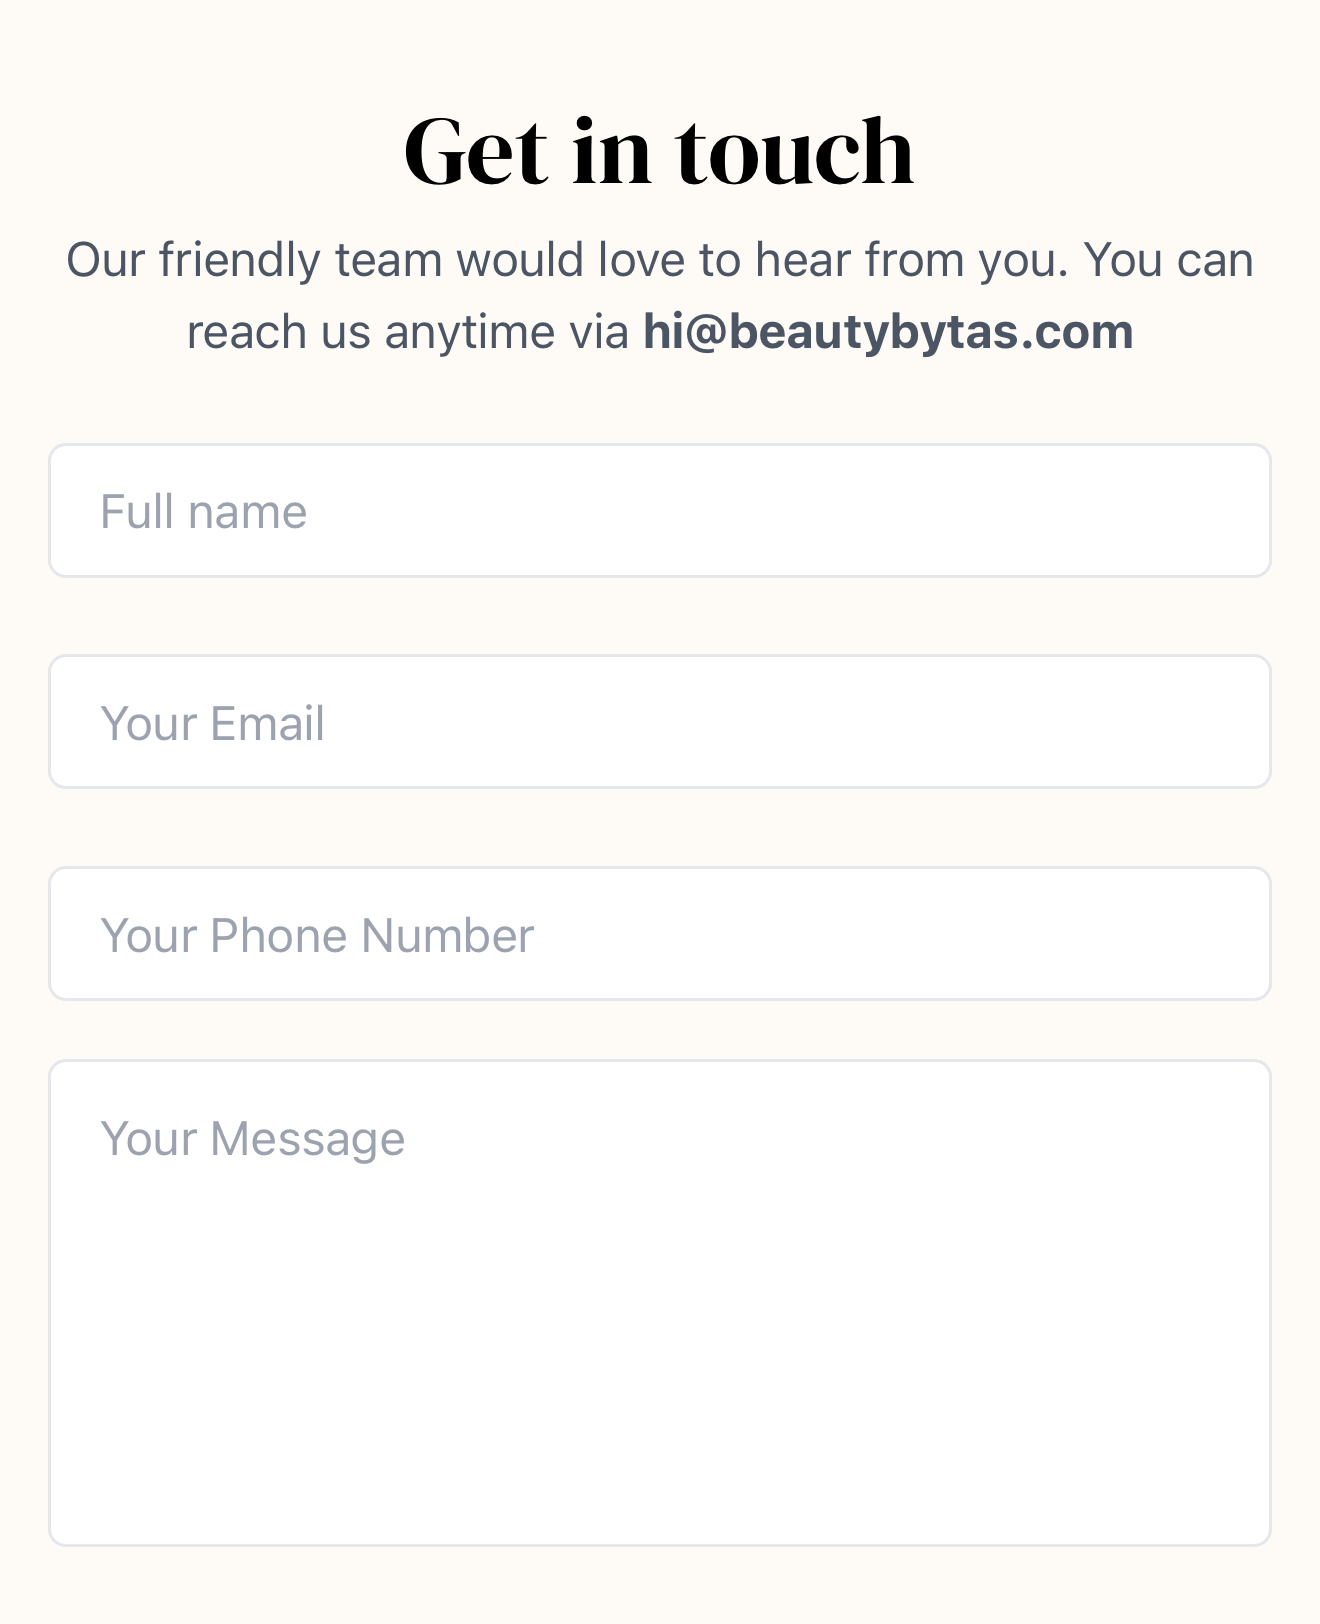 Get in touch
Our friendly team would love to hear from you. You can
reach us anytime via hi@beautybytas.com
Full name
Your Email
Your Phone Number
Your Message